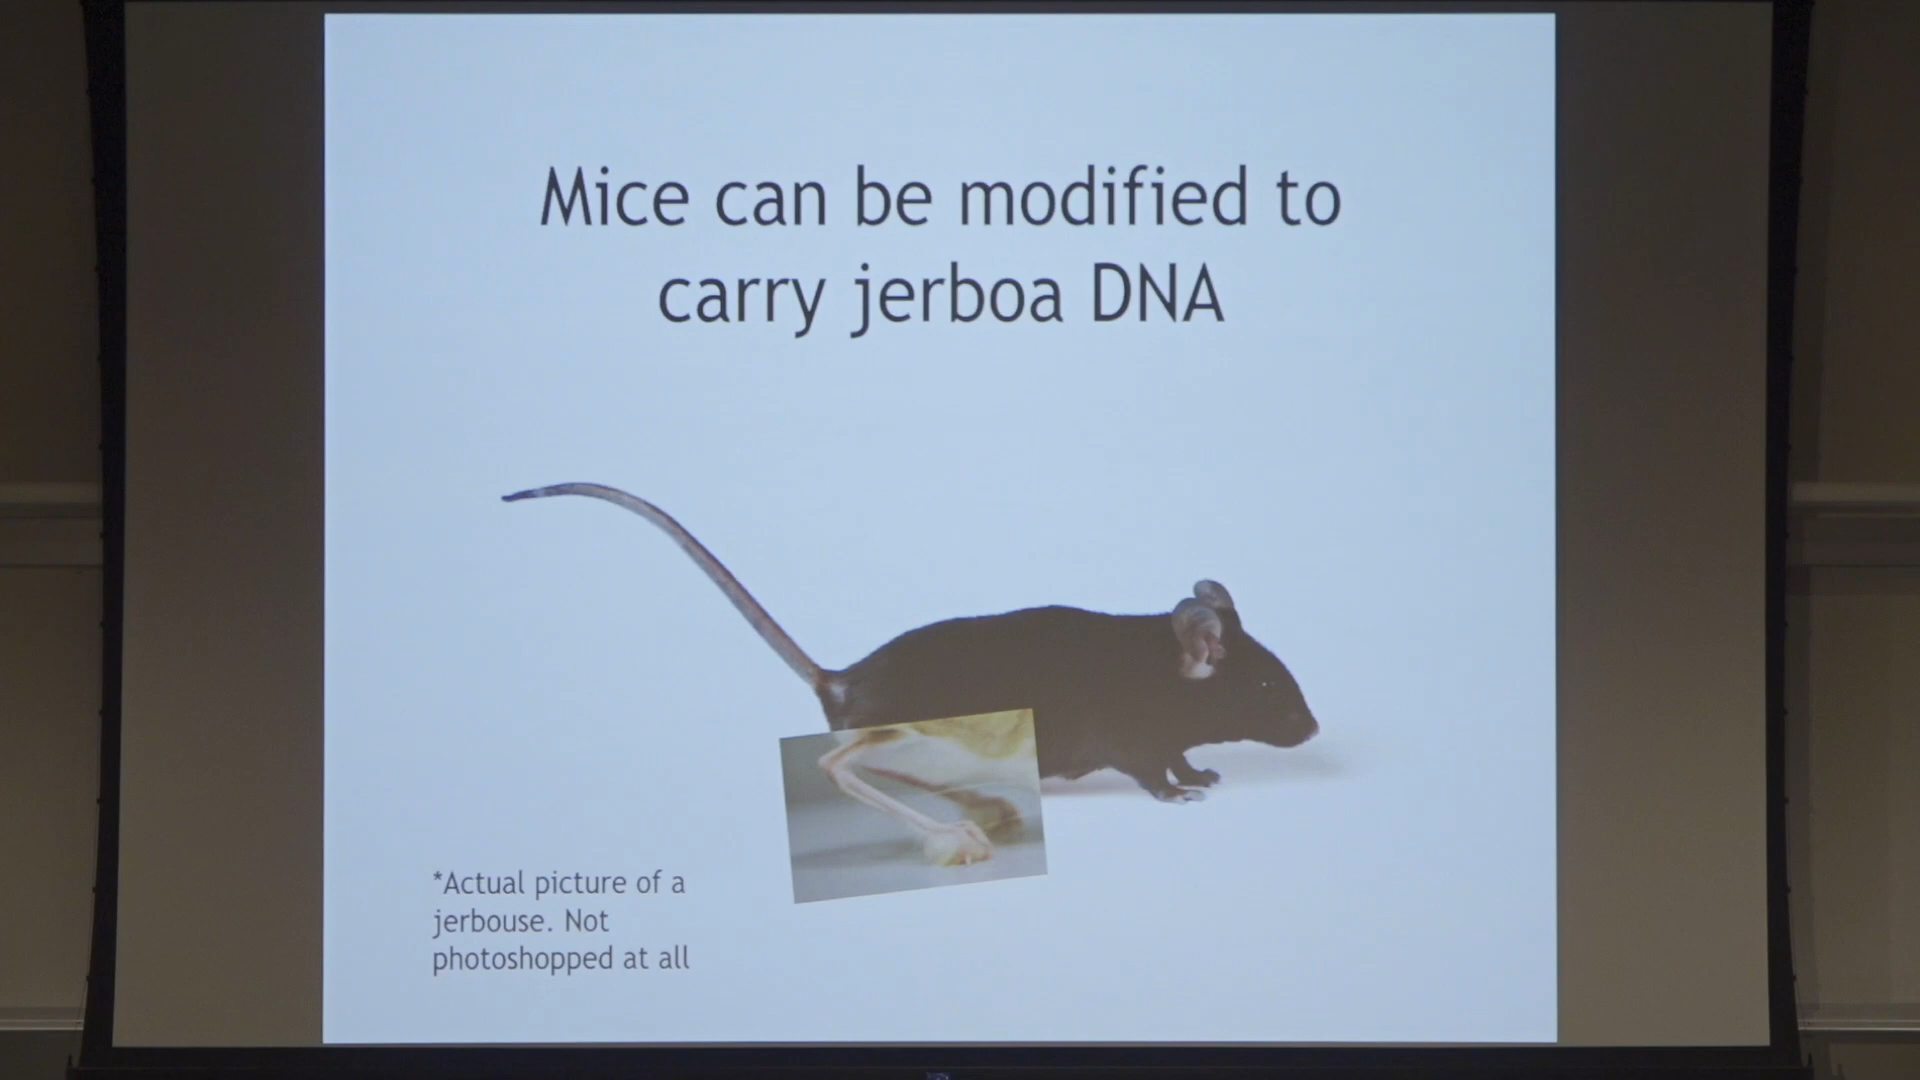 Mice can be modified to
carry jerboa DNA
*Actual picture of a
jerbouse. Not
photoshopped at all